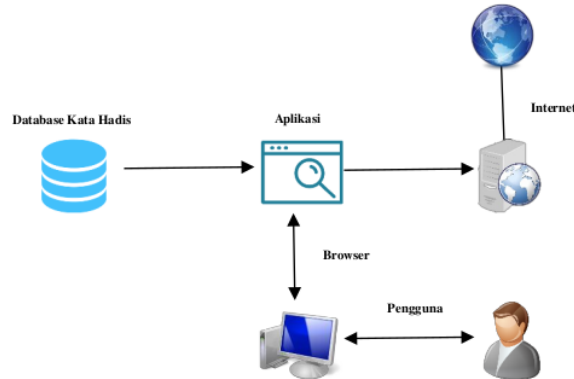 Internet
Database Kata Hadis
Aplikasi
Browser
Pengguna